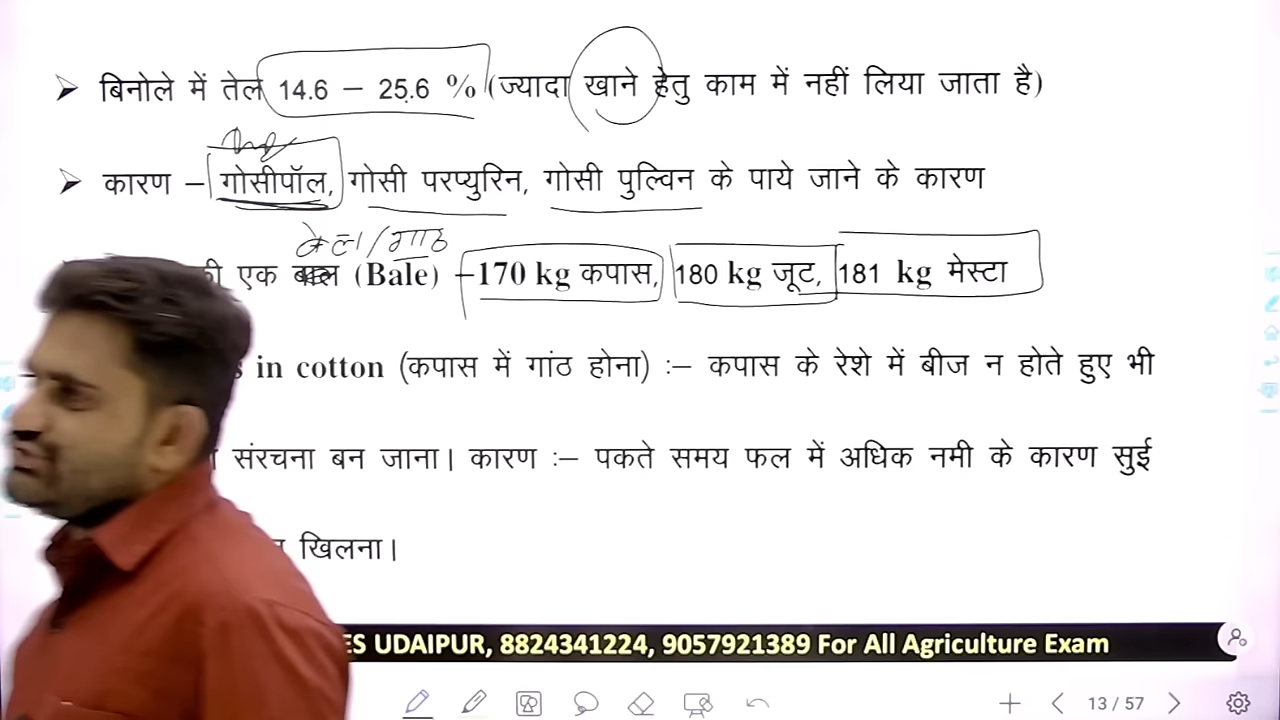 ➢ बिनोले में तेल 14.6 – 25.6 % (ज्यादा खाने हेतु काम में नहीं लिया जाता है)
➢ कारण – गोसीपॉल, गोसी परप्युरिन, गोसी पुल्विन के पाये जाने के कारण
बेल/गाठ
एक (Bale) – 170 kg कपास, 180 kg जूट, 181 kg मेस्टा
in cotton (कपास में गांठ होना) :– कपास के रेशे में बीज न होते हुए भी
संरचना बन जाना। कारण :– पकते समय फल में अधिक नमी के कारण सुई
खिलना।
UDAIPUR, 8824341224, 9057921389 For All Agriculture Exam
13 / 57